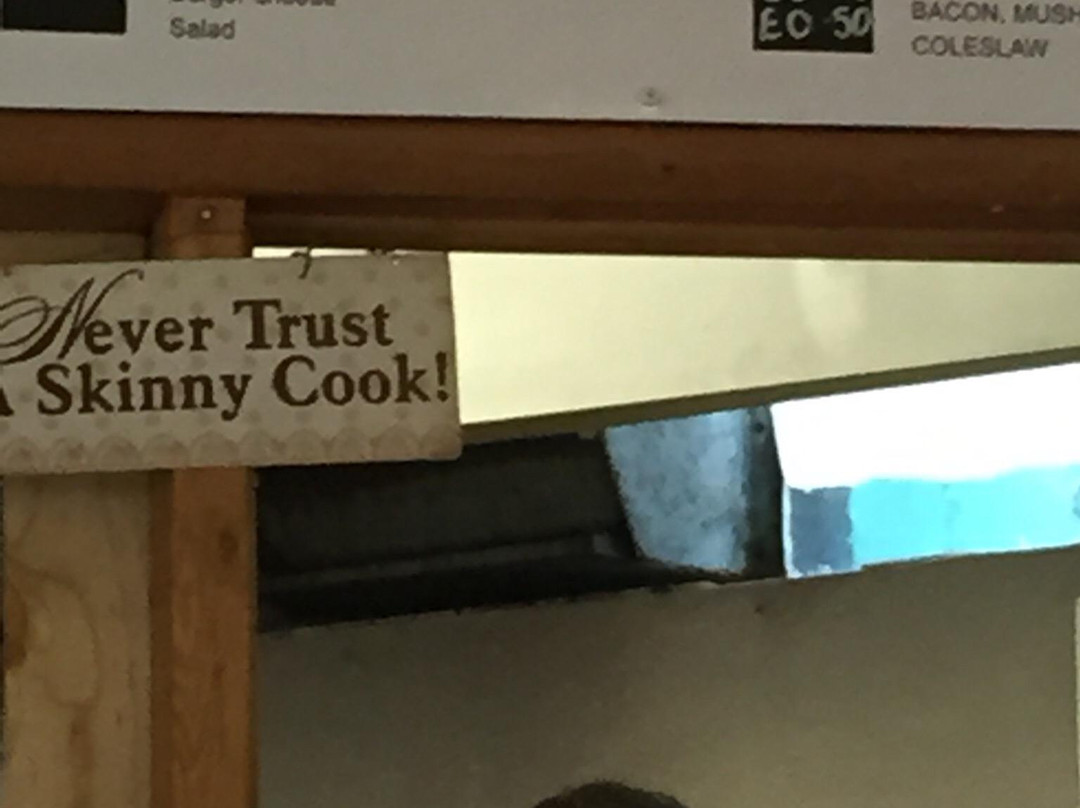 Salad
£0 50
BACON, MUSH
COLESLAW
Never Trust
A Skinny Cook!